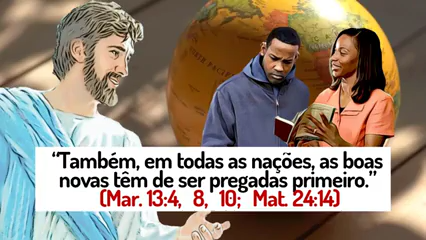 “Também, em todas as nações, as boas
novas têm de ser pregadas primeiro.”
(Mar. 13:4, 8, 10; Mat. 24:14)